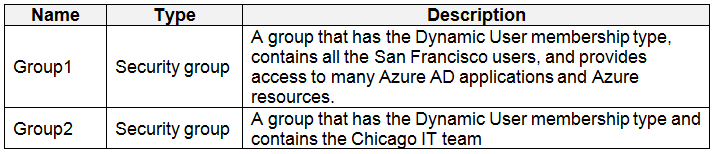 Name Type Description
A group that has the Dynamic User membership type,
contains all the San Francisco users, and provides
Group1 Security group access to many Azure AD applications and Azure
resources.
Group2 Security group A group that has the Dynamic User membership type and
contains the Chicago IT team